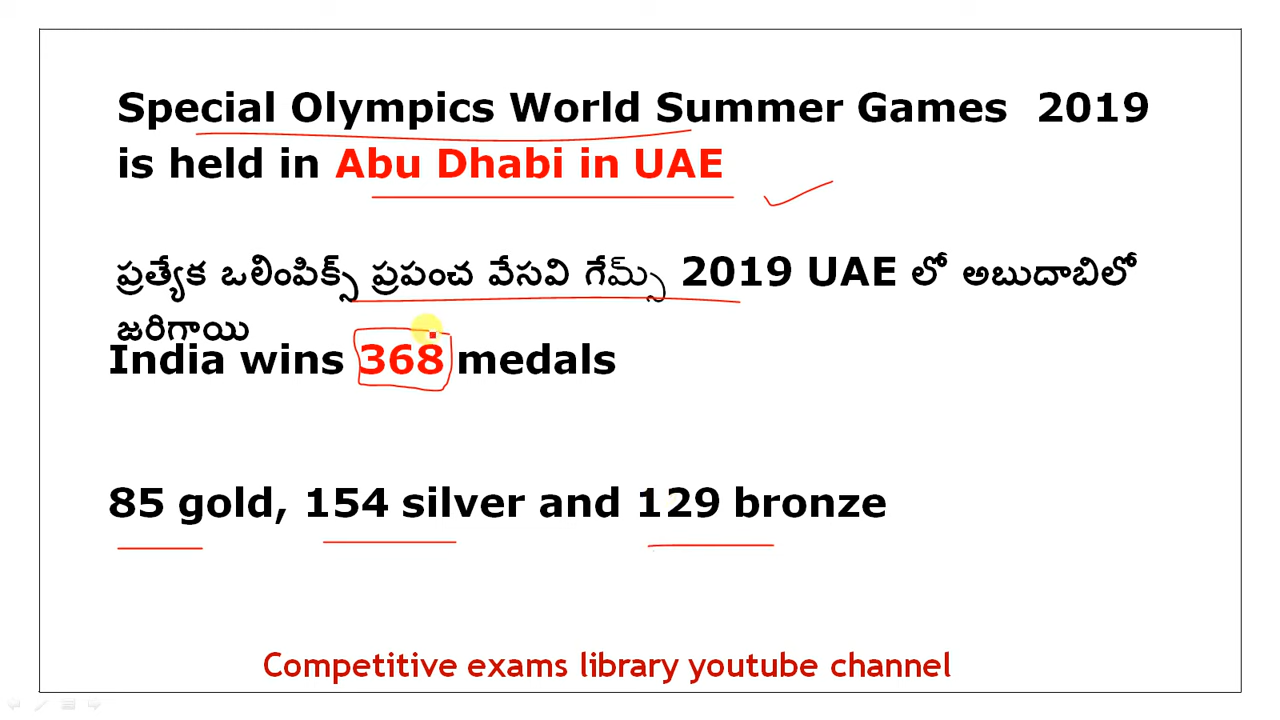 Special Olympics World Summer Games 2019
is held in Abu Dhabi in UAE
ప్రత్యేక ఒలింపిక్స్ ప్రపంచ వేసవి గేమ్స్ 2019 UAE లో అబుదాబిలో
జరిగాయి
India wins 368 medals
85 gold, 154 silver and 129 bronze
Competitive exams library youtube channel